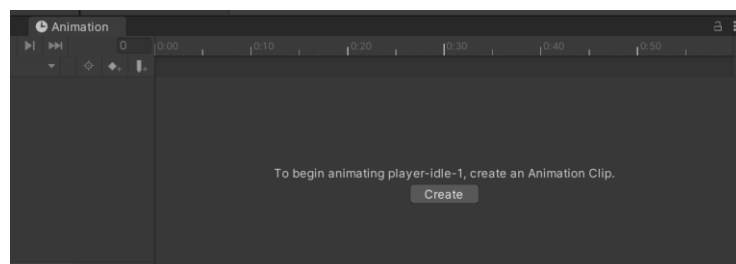 Animation
0
0:00 0:10 0:20 0:30 0:40 0:50
To begin animating player-idle-1, create an Animation Clip.
Create